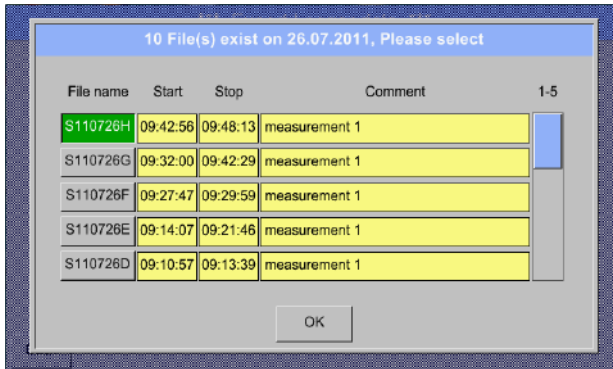 10 File(s) exist on 26.07.2011, Please select
File name Start Stop Comment 1-5
S110726H 09:42:56 09:48:13 measurement 1
S110726G 09:32:00 09:42:29 measurement 1
S110726F 09:27:47 09:29:59 measurement 1
S110726E 09:14:07 09:21:46 measurement 1
S110726D 09:10:57 09:13:39 measurement 1
OK